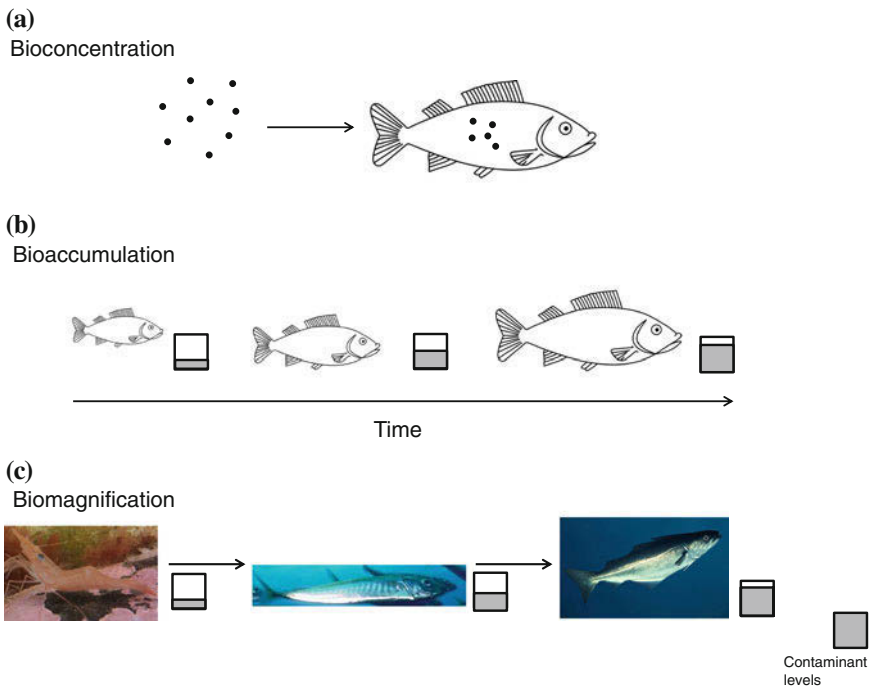 (a)
Bioconcentration
(b)
Bioaccumulation
Time
(c)
Biomagnification
Contaminant
levels